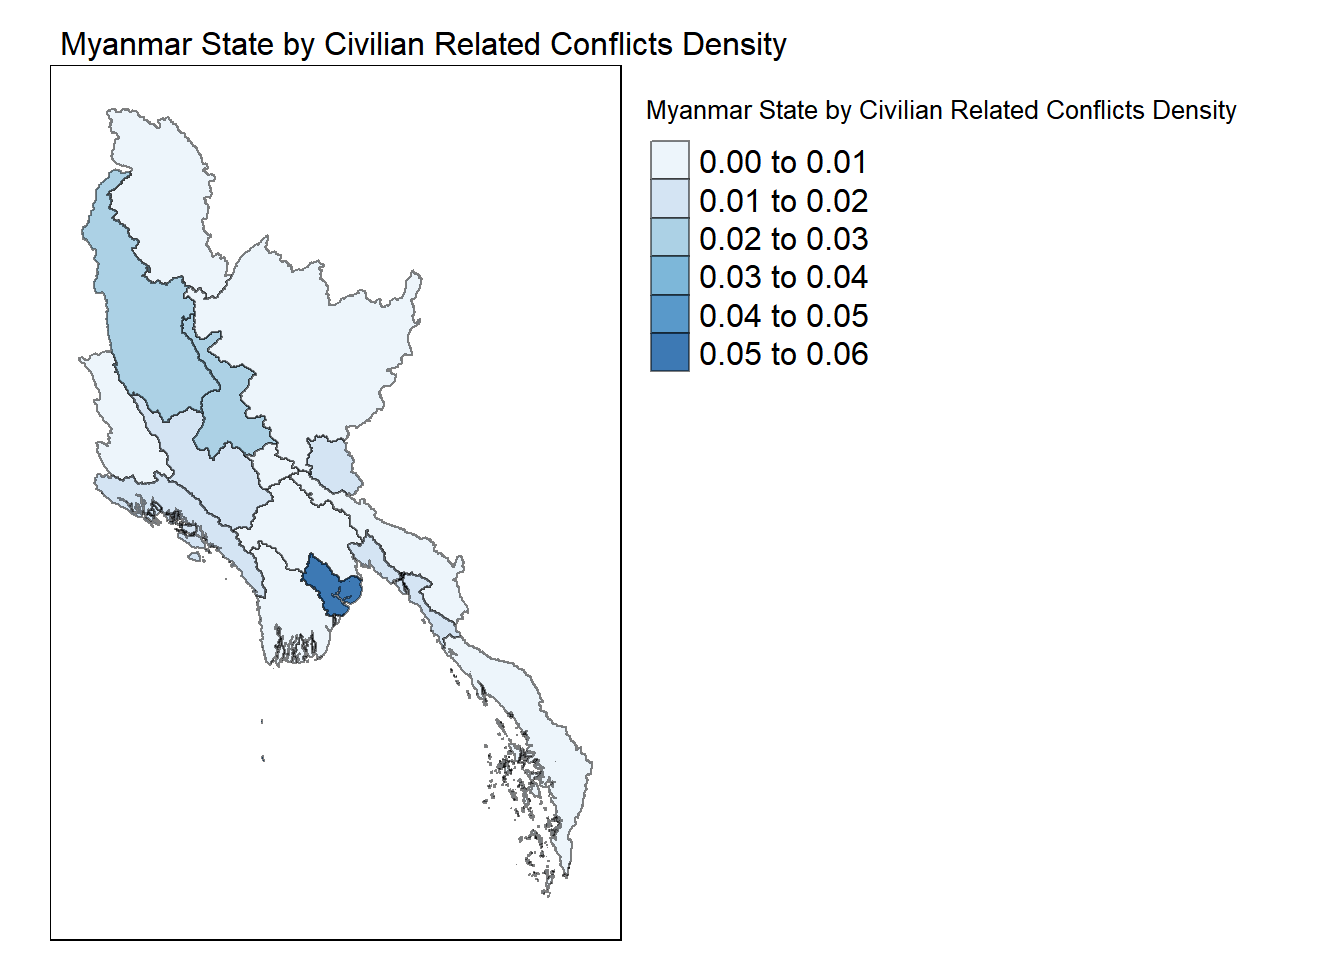 Myanmar State by Civilian Related Conflicts Density
Myanmar State by Civilian Related Conflicts Density
0.00 to 0.01
0.01 to 0.02
0.02 to 0.03
0.03 to 0.04
0.04 to 0.05
0.05 to 0.06